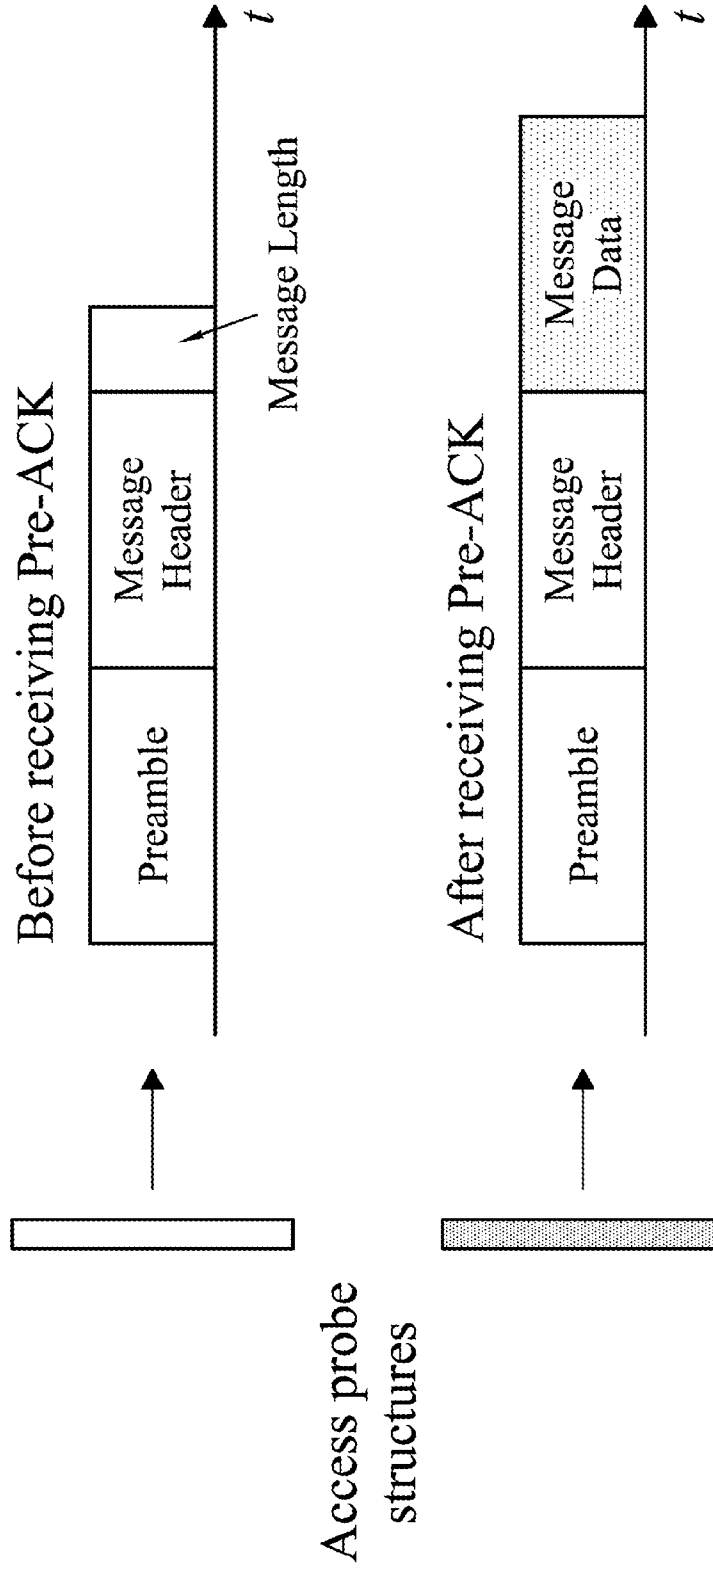 Access probe
structures
Before receiving Pre-ACK
Preamble
Message
Header
Message Length
t
After receiving Pre-ACK
Preamble
Message
Header
Message
Data
t